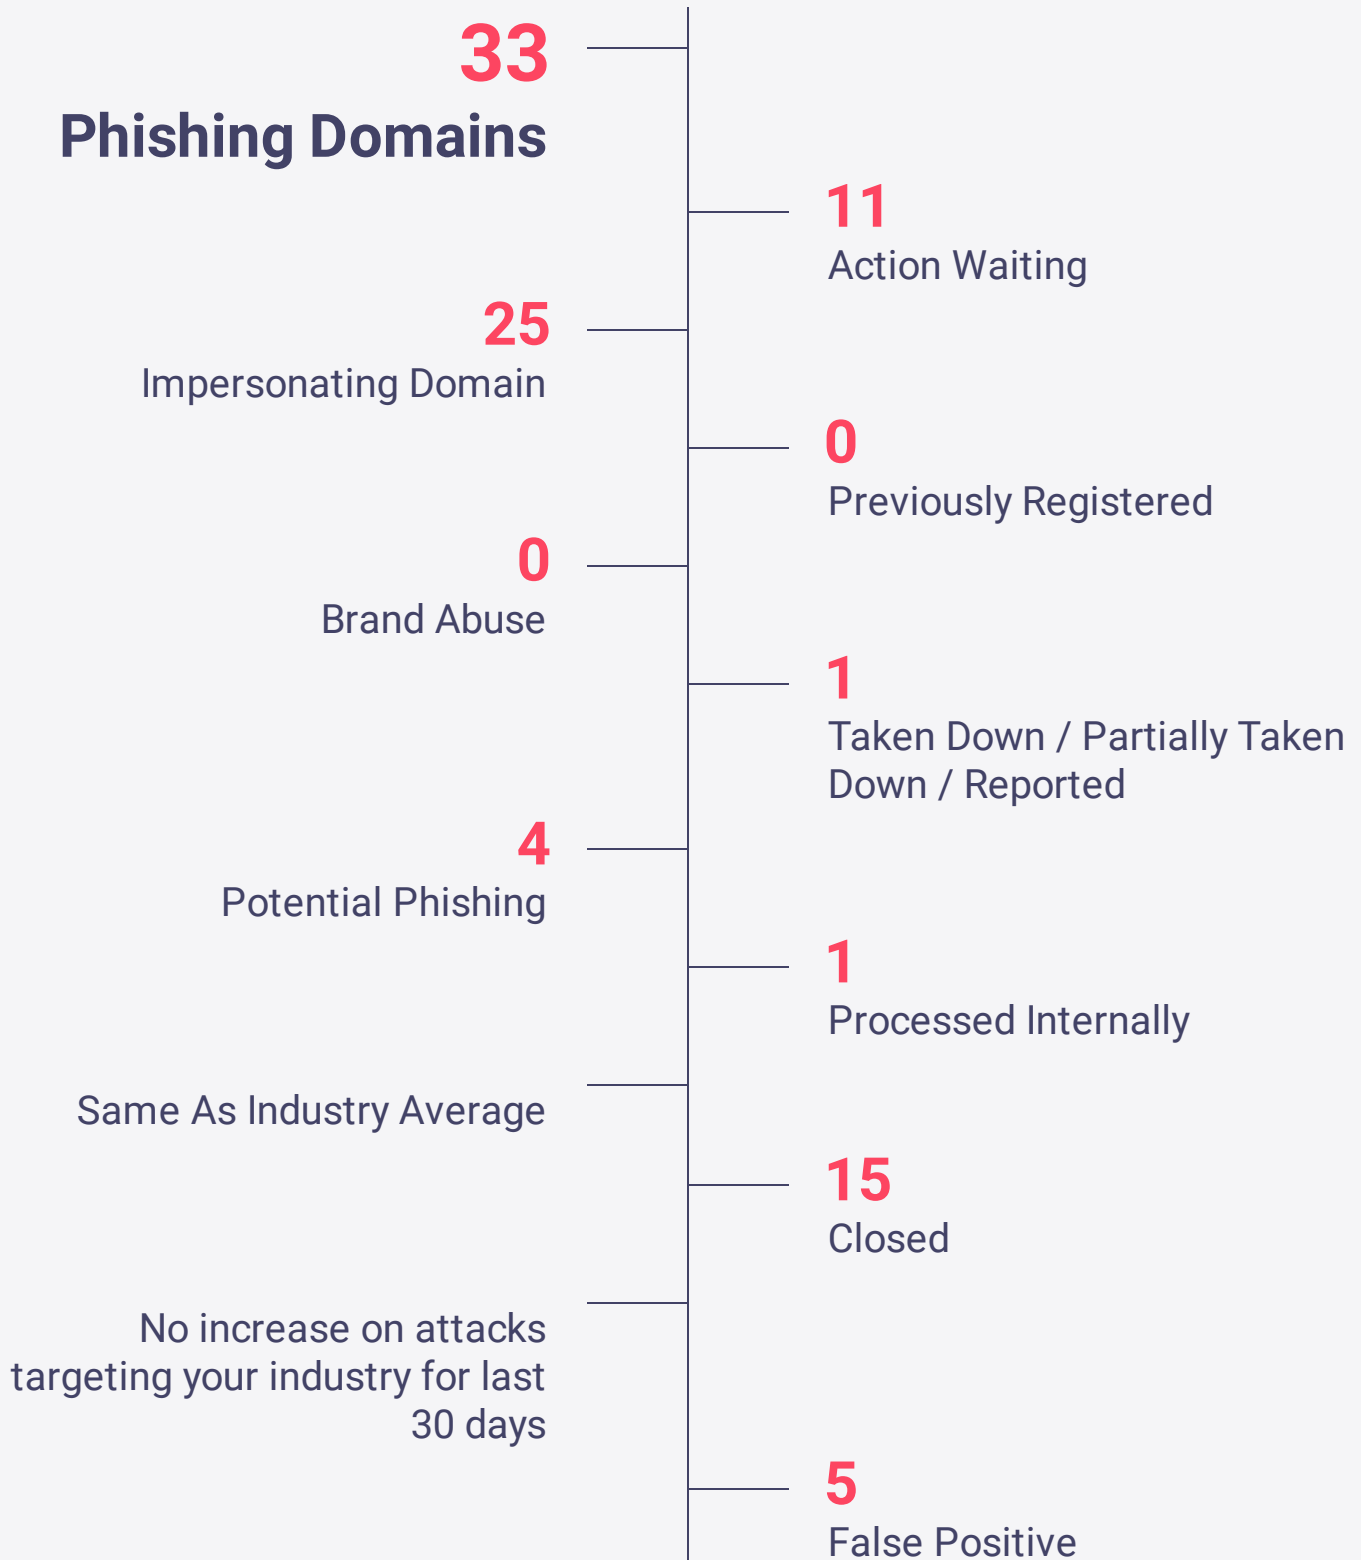 33
Phishing Domains
11
Action Waiting
25
Impersonating Domain
0
Previously Registered
0
Brand Abuse
1
Taken Down / Partially Taken
Down / Reported
4
Potential Phishing
1
Processed Internally
Same As Industry Average
15
Closed
No increase on attacks
targeting your industry for last
30 days
5
False Positive